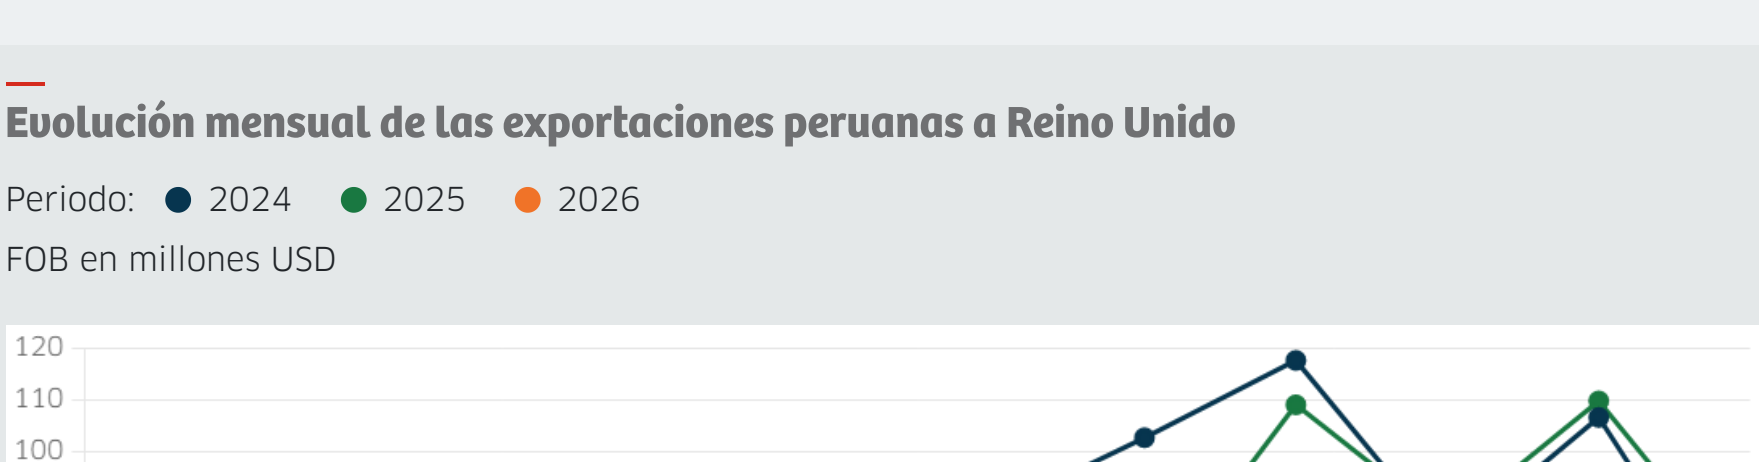 Evolución mensual de las exportaciones peruanas a Reino Unido
Periodo: 2024 2025 2026
FOB en millones USD
120
110
100